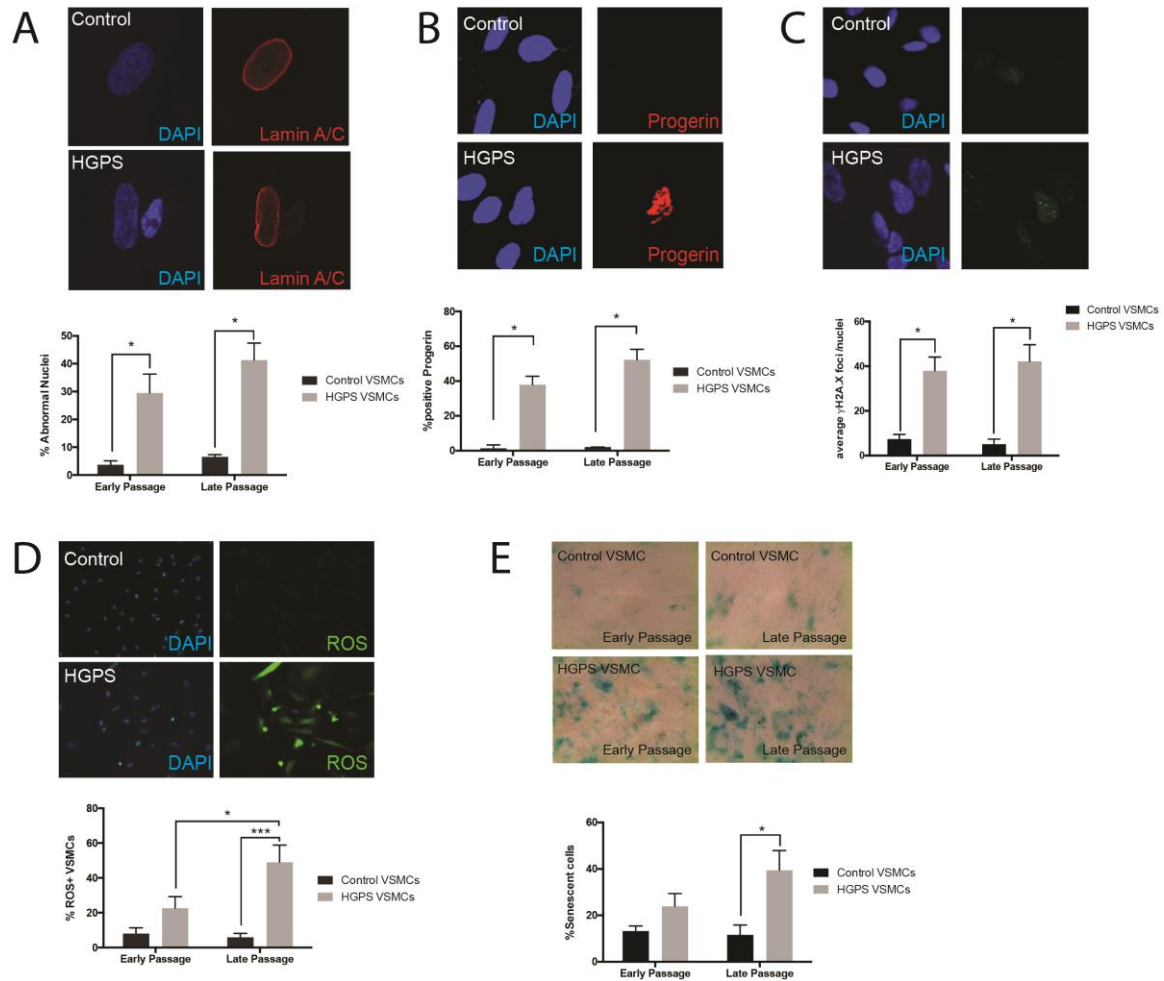 A
Control
DAPI
Lamin A/C
HGPS
DAPI
Lamin A/C
% Abnormal Nuclei
50
40
30
20
10
0
*
*
Early Passage
Late Passage
Control VSMCs
HGPS VSMCs
B
Control
DAPI
Progerin
HGPS
DAPI
Progerin
%positive Progerin
80
60
40
20
0
*
*
Early Passage
Late Passage
Control VSMCs
HGPS VSMCs
C
Control
DAPI
HGPS
DAPI
average γH2A.X foci/nuclei
60
40
20
0
*
*
Early Passage
Late Passage
Control VSMCs
HGPS VSMCs
D
Control
DAPI
ROS
HGPS
DAPI
ROS
% ROS+ VSMCs
80
60
40
20
0
*
***
Early Passage
Late Passage
Control VSMCs
HGPS VSMCs
E
Control VSMC
Early Passage
Control VSMC
Late Passage
HGPS VSMC
Early Passage
HGPS VSMC
Late Passage
%Senescent cells
60
40
20
0
*
Early Passage
Late Passage
Control VSMCs
HGPS VSMCs